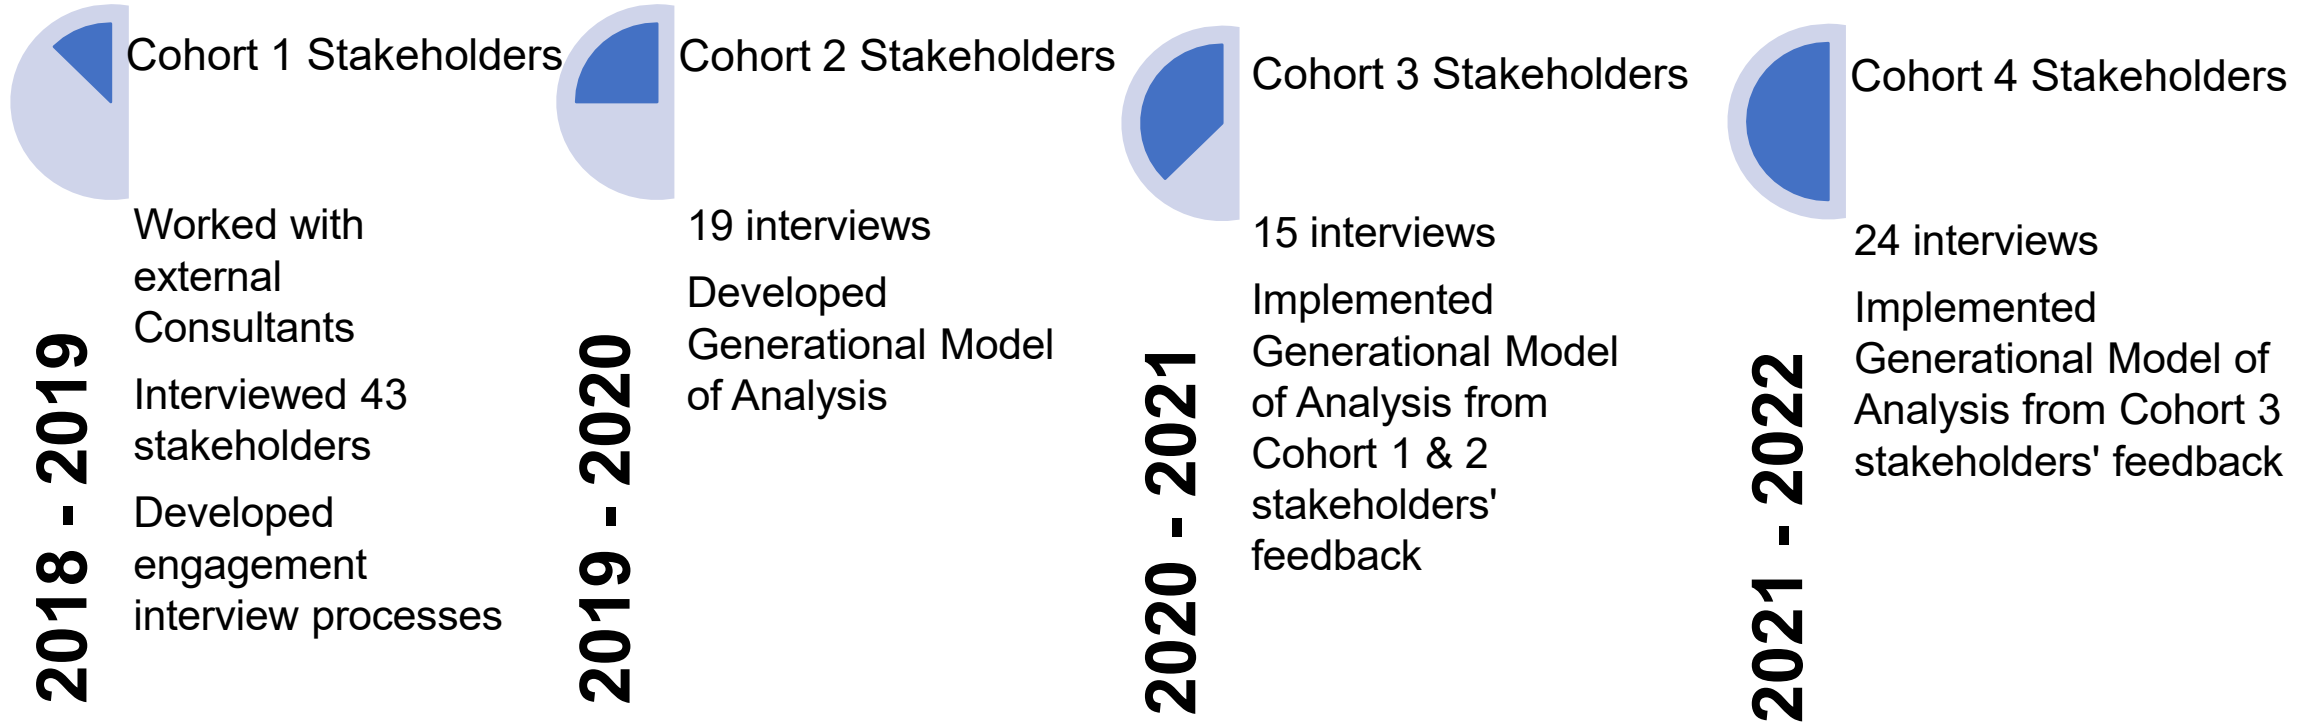 Cohort 1 Stakeholders
2018 - 2019
Worked with
external
Consultants
Interviewed 43
stakeholders
Developed
engagement
interview processes
Cohort 2 Stakeholders
2019 - 2020
19 interviews
Developed
Generational Model
of Analysis
Cohort 3 Stakeholders
2020 - 2021
15 interviews
Implemented
Generational Model
of Analysis from
Cohort 1 & 2
stakeholders'
feedback
Cohort 4 Stakeholders
2021 - 2022
24 interviews
Implemented
Generational Model of
Analysis from Cohort 3
stakeholders' feedback